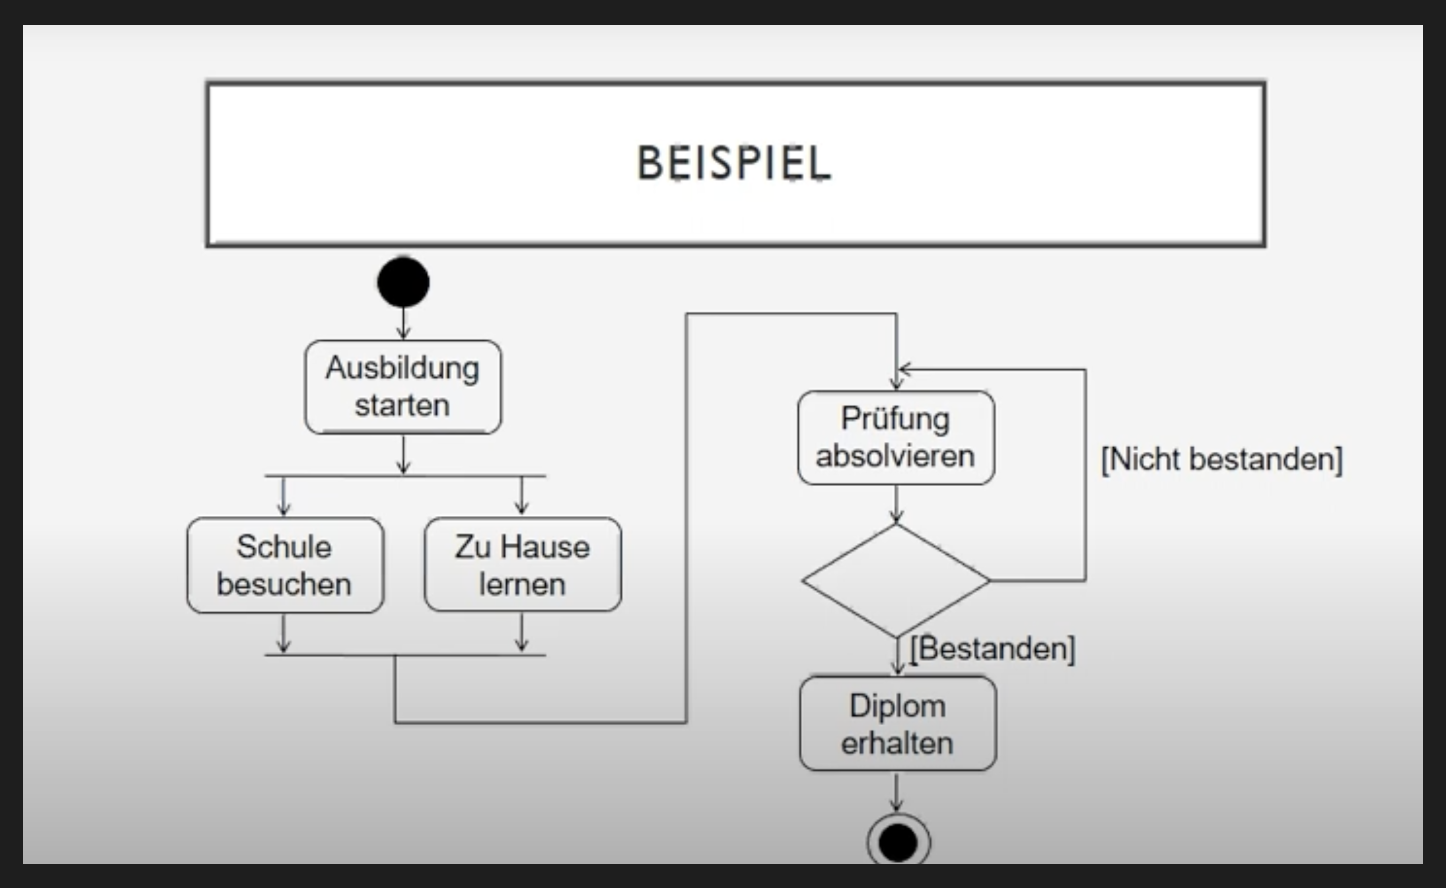 BEISPIEL
Ausbildung
starten
Schule
besuchen
Zu Hause
lernen
Prüfung
absolvieren
[Nicht bestanden]
[Bestanden]
Diplom
erhalten